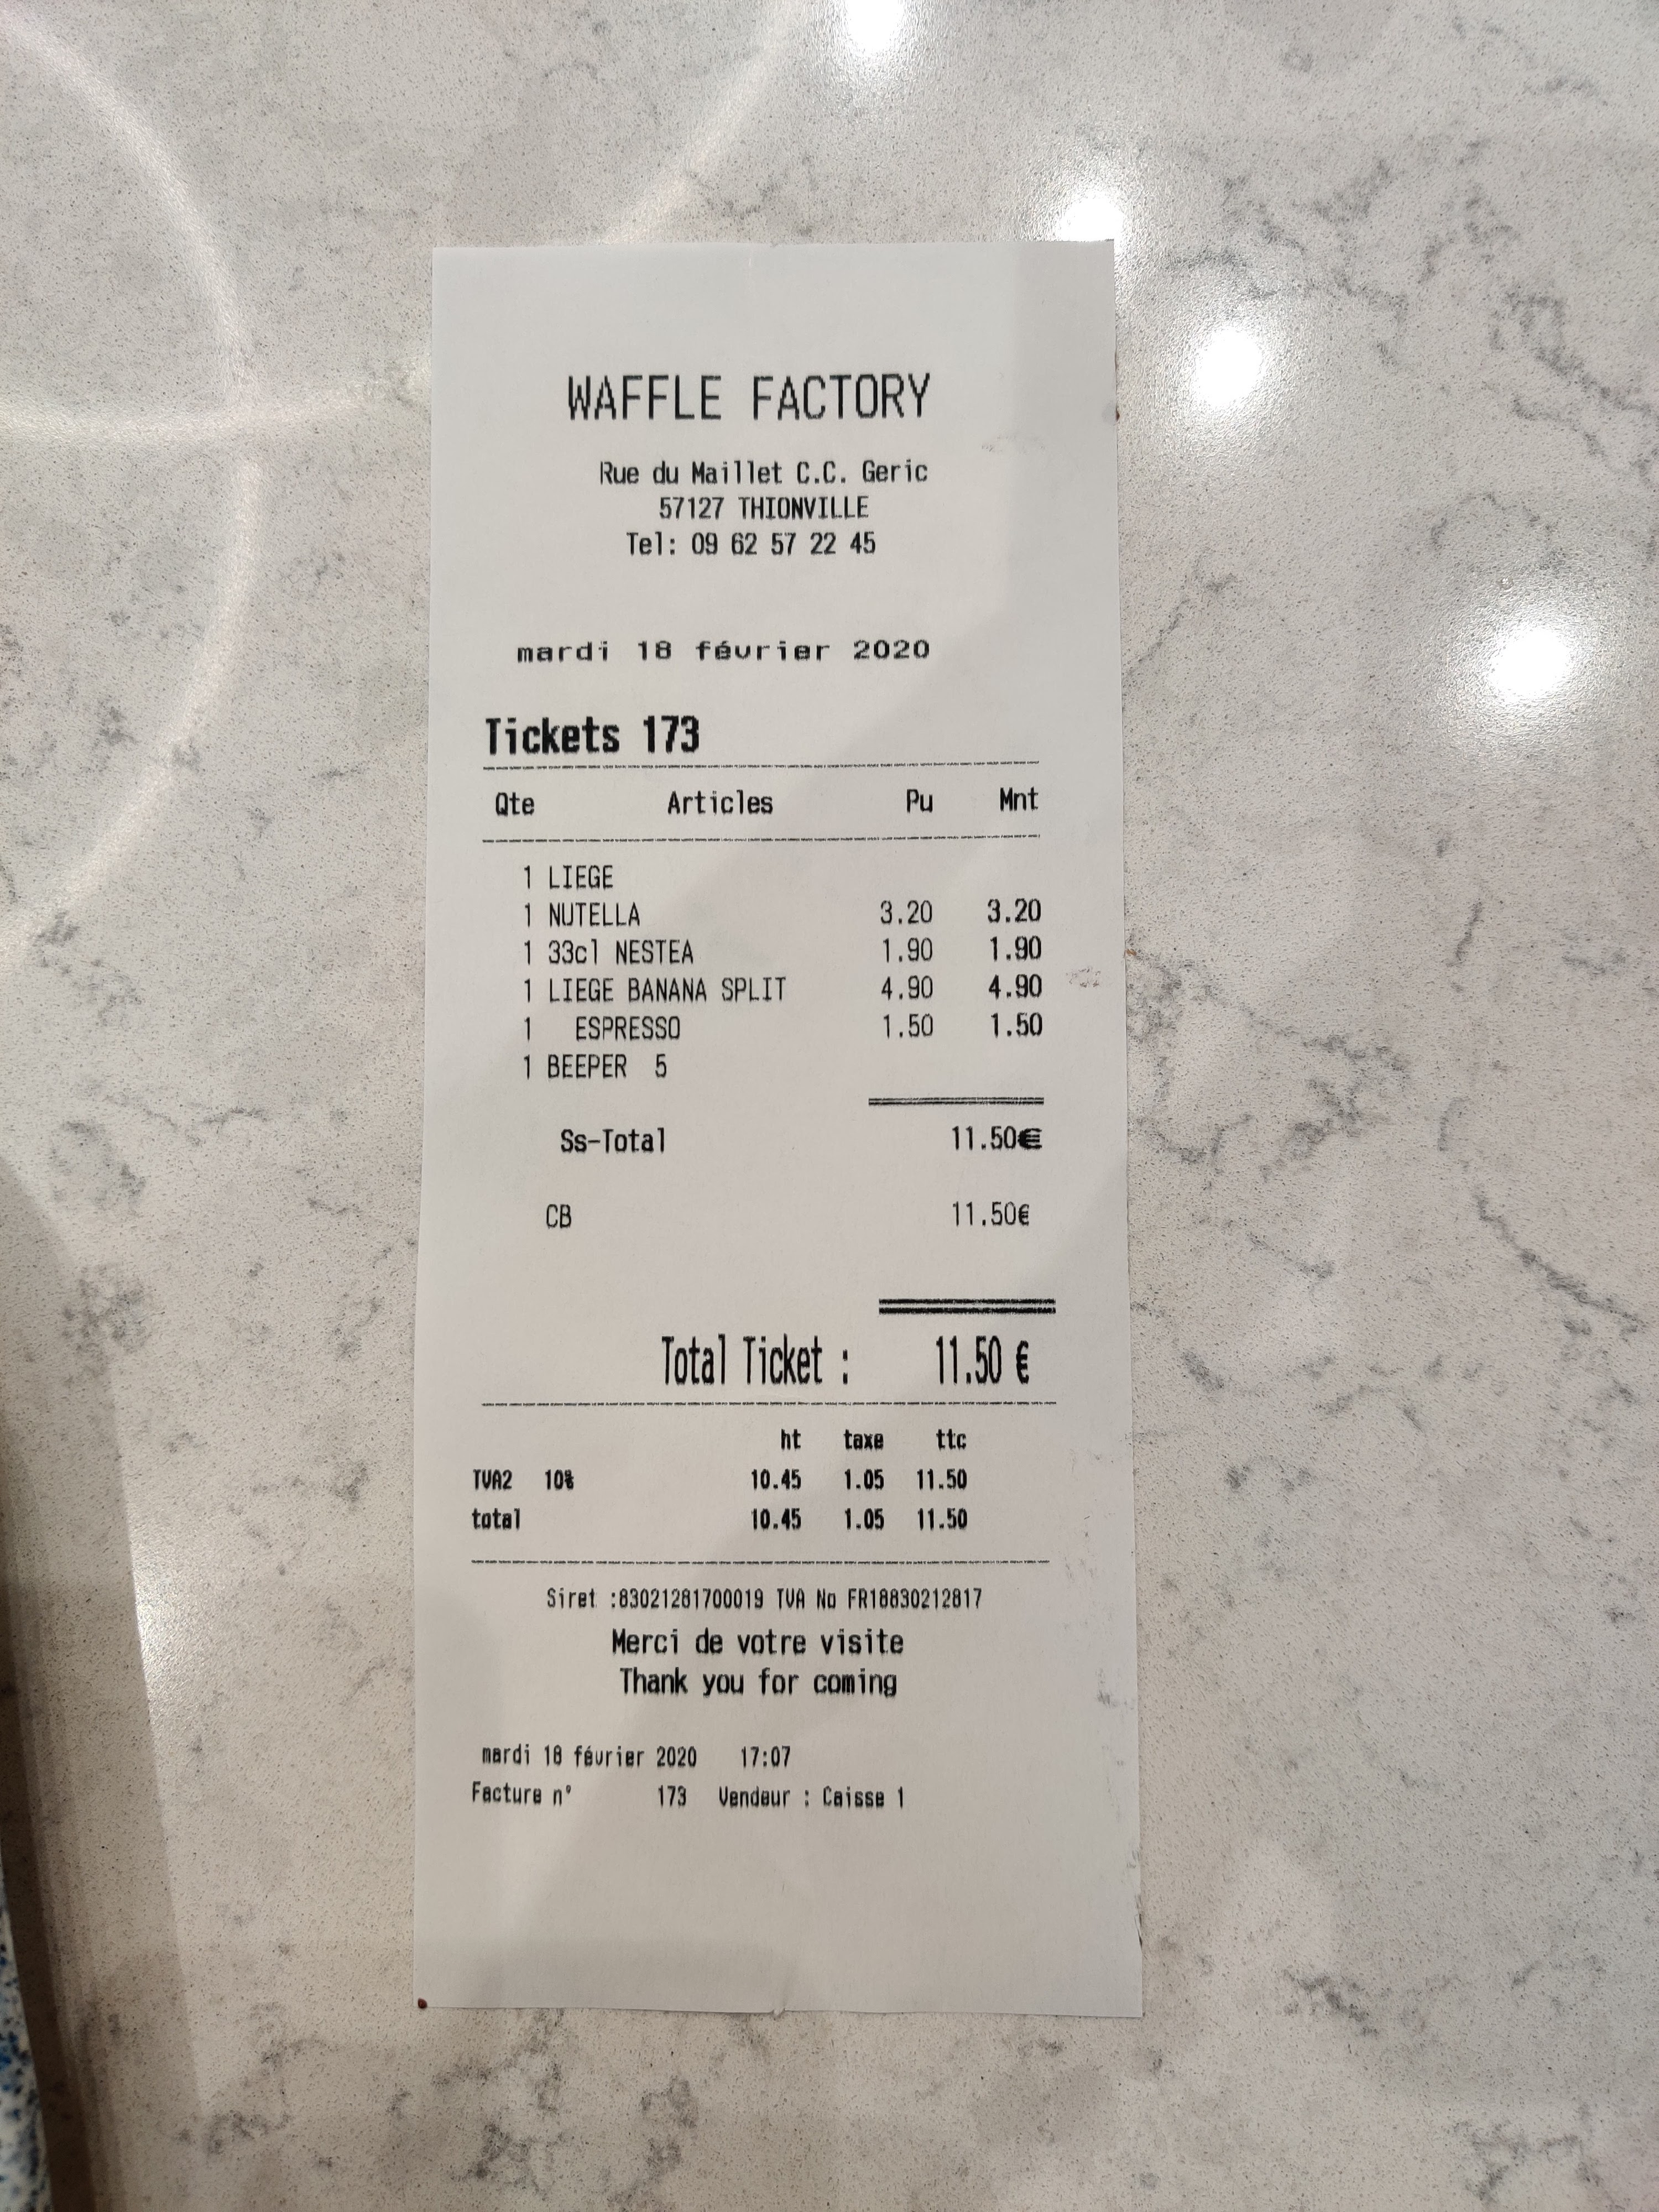 WAFFLE FACTORY
Rue du Maillet C.C. Geric
57127 THIONVILLE
Tel: 09 62 57 22 45
mardi 18 février 2020
Tickets 173
Qte Articles Pu Mnt
1 LIEGE
1 NUTELLA 3.20 3.20
1 33cl NESTEA 1.90 1.90
1 LIEGE BANANA SPLIT 4.90 4.90
1 ESPRESSO 1.50 1.50
1 BEEPER 5
Ss-Total 11.50€
CB 11.50€
Total Ticket : 11.50 €
ht taxe ttc
TVA2 10% 10.45 1.05 11.50
total 10.45 1.05 11.50
Siret :83021281700019 TVA No FR18830212817
Merci de votre visite
Thank you for coming
mardi 18 février 2020 17:07
Facture n° 173 Vendeur : Caisse 1